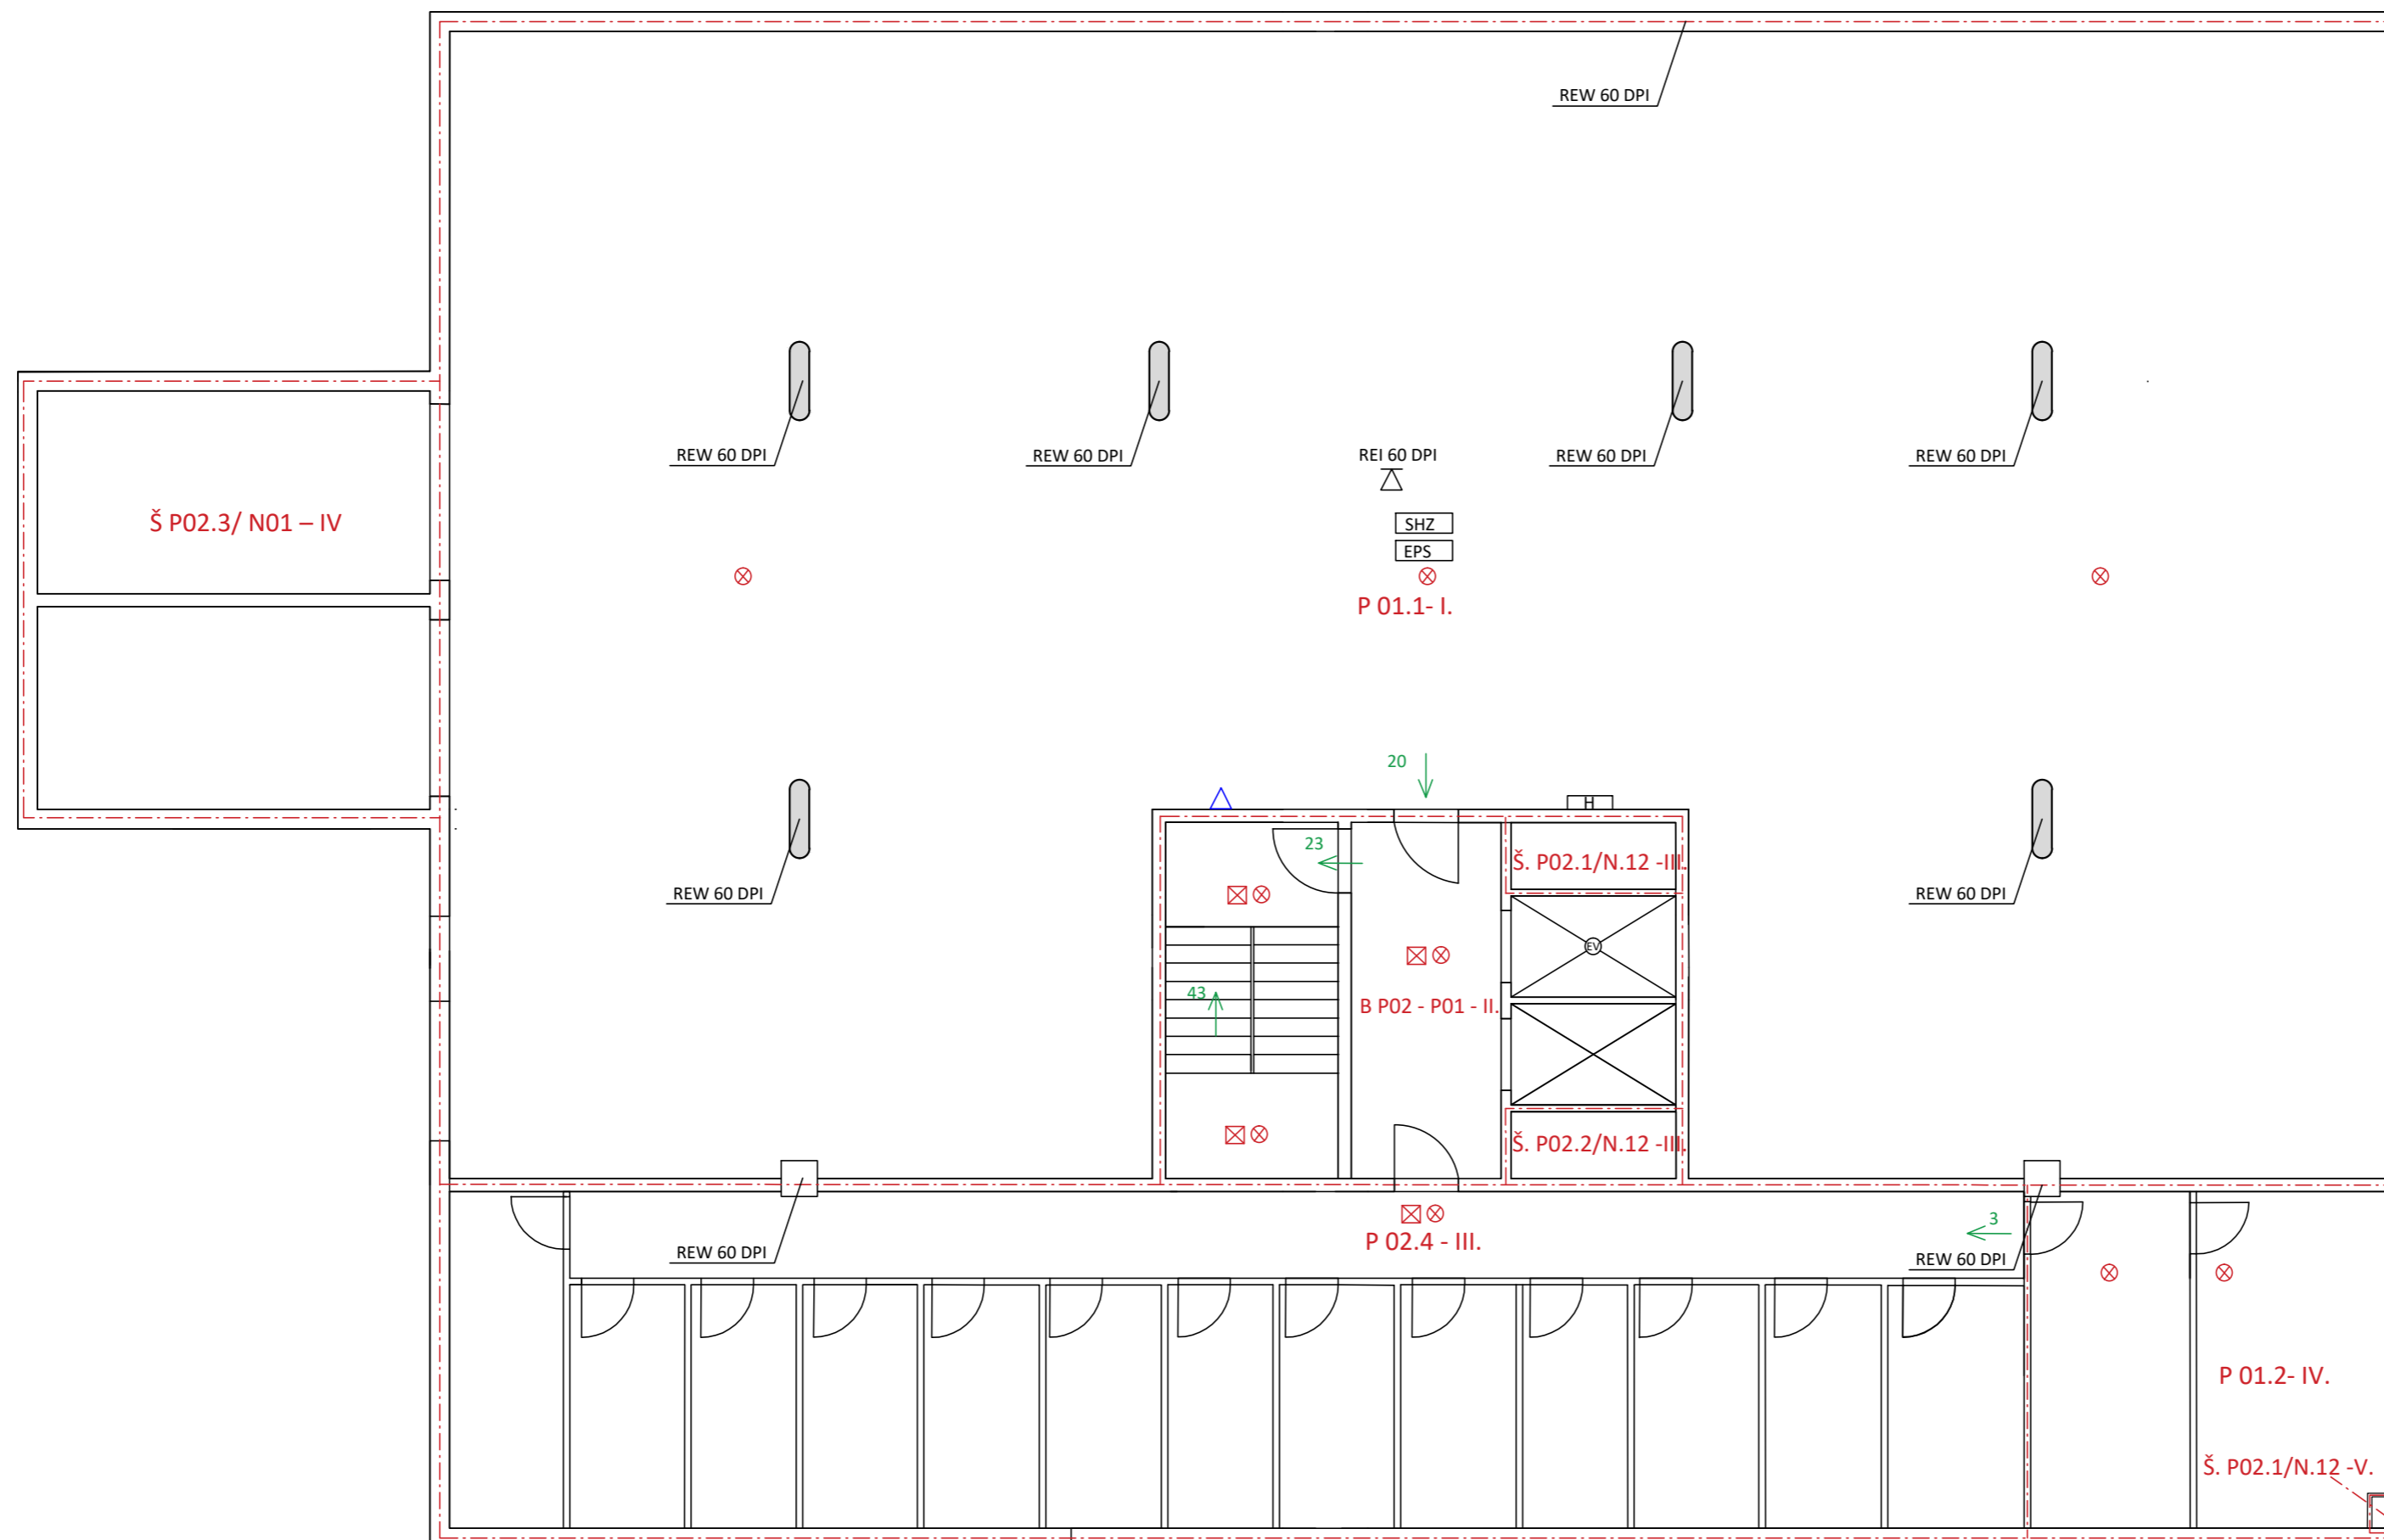 REW 60 DPI
REW 60 DPI
REW 60 DPI
REI 60 DPI
REW 60 DPI
REW 60 DPI
Š P02.3/ N01 – IV
SHZ
EPS
P 01.1- I.
20
H
23
Š. P02.1/N.12 -III.
REW 60 DPI
REW 60 DPI
EV
43
B P02 - P01 - II.
Š. P02.2/N.12 -III.
3
P 02.4 - III.
REW 60 DPI
REW 60 DPI
P 01.2- IV.
Š. P02.1/N.12 -V.